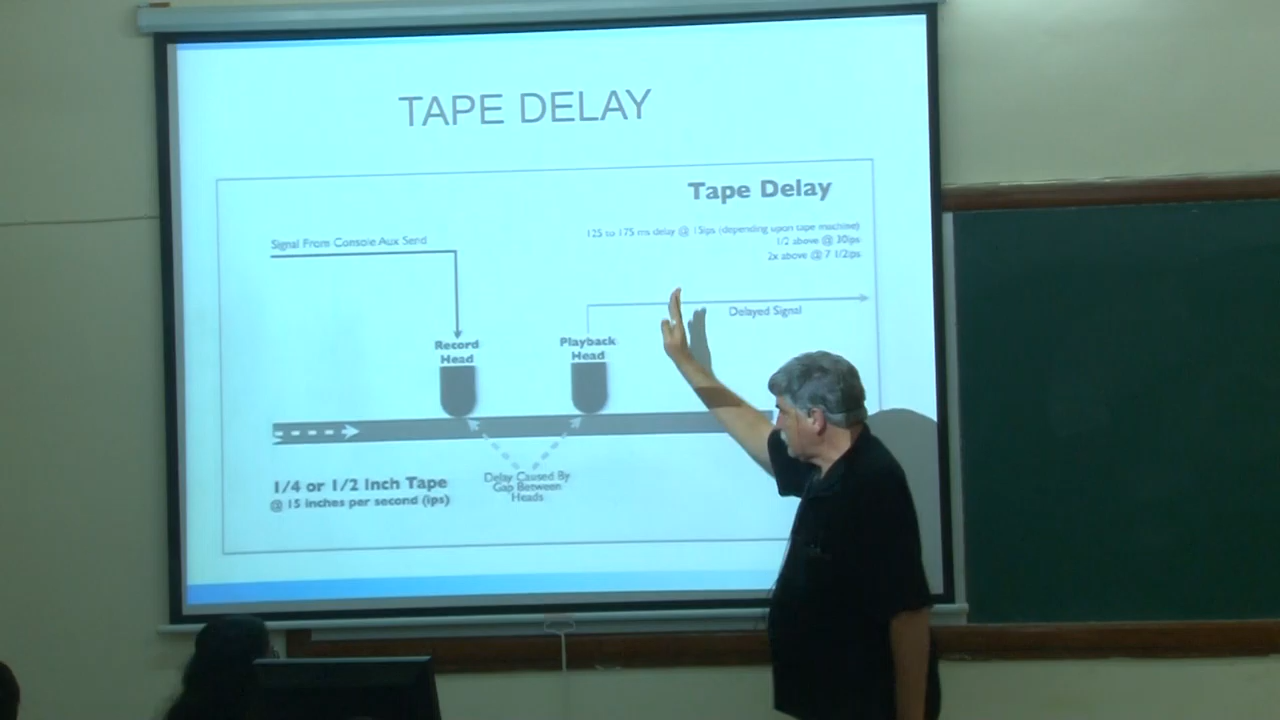 TAPE DELAY
Tape Delay
125 to 175 ms delay @ 15ips (depending upon tape machine)
1/2 above @ 30ips
2x above @ 7 1/2ips
Signal From Console Aux Send
Delayed Signal
Record
Head
Playback
Head
1/4 or 1/2 Inch Tape
@ 15 inches per second (ips)
Delay Caused By
Gap Between
Heads